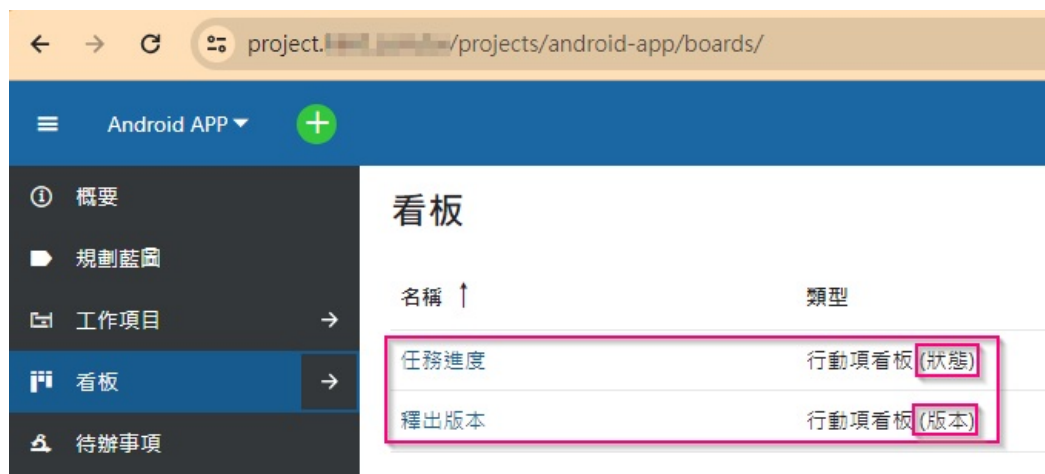 project. /projects/android-app/boards/
Android APP
概要
規劃藍圖
工作項目
看板
待辦事項
看板
名稱 ↑ 類型
任務進度 行動項看板 (狀態)
釋出版本 行動項看板 (版本)